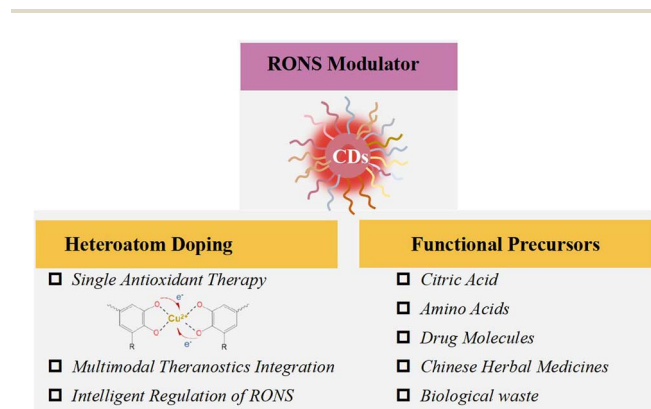 RONS Modulator
CDs
Heteroatom Doping
Single Antioxidant Therapy
e⁻
O
O
Cu²⁺
O
O
e⁻
R
R
Multimodal Theranostics Integration
Intelligent Regulation of RONS
Functional Precursors
Citric Acid
Amino Acids
Drug Molecules
Chinese Herbal Medicines
Biological waste